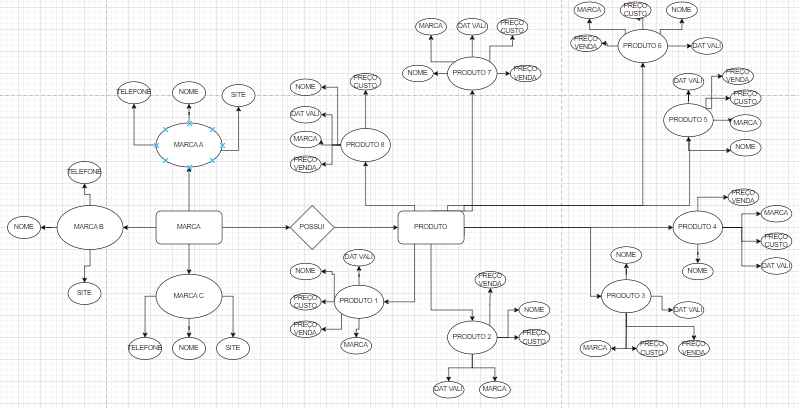 MARCA
PREÇO
CUSTO
NOME
PREÇO
VENDA
PRODUTO 6
DAT VALI
MARCA
DAT VALI
PREÇO
CUSTO
NOME
PRODUTO 7
PREÇO
VENDA
DAT VALI
PREÇO
VENDA
PREÇO
CUSTO
PRODUTO 5
MARCA
NOME
TELEFONE
NOME
SITE
MARCA A
NOME
PREÇO
CUSTO
DAT VALI
MARCA
PREÇO
VENDA
PRODUTO 8
TELEFONE
NOME
MARCA B
SITE
MARCA
POSSUI
PRODUTO
PREÇO
VENDA
PRODUTO 4
MARCA
PREÇO
CUSTO
DAT VALI
NOME
MARCA C
TELEFONE
NOME
SITE
DAT VALI
NOME
PREÇO
CUSTO
PREÇO
VENDA
PRODUTO 1
MARCA
PREÇO
VENDA
NOME
PRODUTO 2
PREÇO
CUSTO
DAT VALI
MARCA
NOME
PRODUTO 3
DAT VALI
MARCA
PREÇO
CUSTO
PREÇO
VENDA